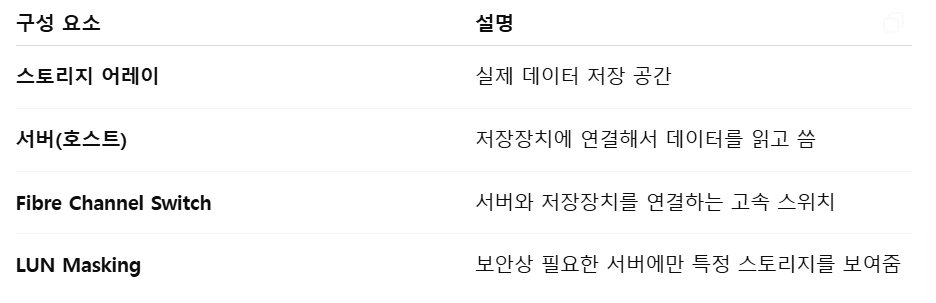 구성 요소 설명
스토리지 어레이 실제 데이터 저장 공간
서버(호스트) 저장장치에 연결해서 데이터를 읽고 씀
Fibre Channel Switch 서버와 저장장치를 연결하는 고속 스위치
LUN Masking 보안상 필요한 서버에만 특정 스토리지를 보여줌